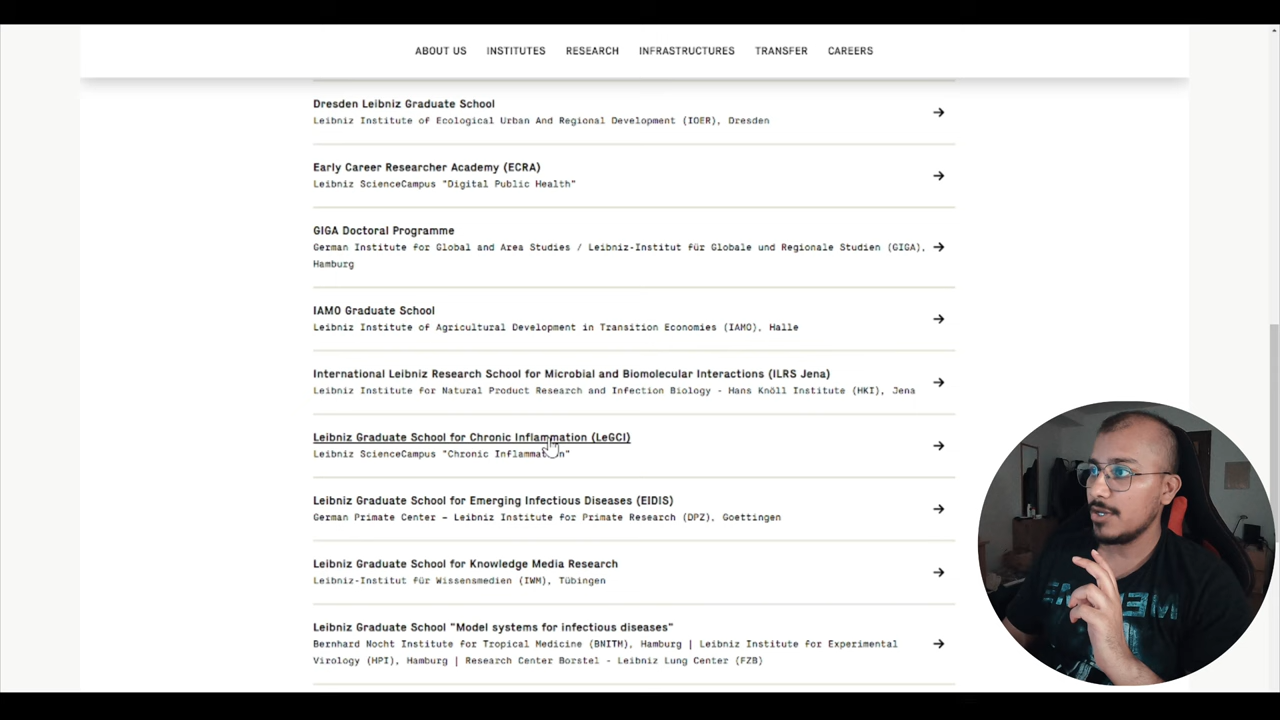 ABOUT US INSTITUTES RESEARCH INFRASTRUCTURES TRANSFER CAREERS
Dresden Leibniz Graduate School
Leibniz Institute of Ecological Urban And Regional Development (IOER), Dresden
Early Career Researcher Academy (ECRA)
Leibniz ScienceCampus "Digital Public Health"
GIGA Doctoral Programme
German Institute for Global and Area Studies / Leibniz-Institut für Globale und Regionale Studien (GIGA),
Hamburg
IAMO Graduate School
Leibniz Institute of Agricultural Development in Transition Economies (IAMO), Halle
International Leibniz Research School for Microbial and Biomolecular Interactions (ILRS Jena)
Leibniz Institute for Natural Product Research and Infection Biology - Hans Knöll Institute (HKI), Jena
Leibniz Graduate School for Chronic Inflammation (LeGCI)
Leibniz ScienceCampus "Chronic Inflammation"
Leibniz Graduate School for Emerging Infectious Diseases (EIDIS)
German Primate Center – Leibniz Institute for Primate Research (DPZ), Goettingen
Leibniz Graduate School for Knowledge Media Research
Leibniz-Institut für Wissensmedien (IWM), Tübingen
Leibniz Graduate School "Model systems for infectious diseases"
Bernhard Nocht Institute for Tropical Medicine (BNITM), Hamburg | Leibniz Institute for Experimental
Virology (HPI), Hamburg | Research Center Borstel - Leibniz Lung Center (FZB)